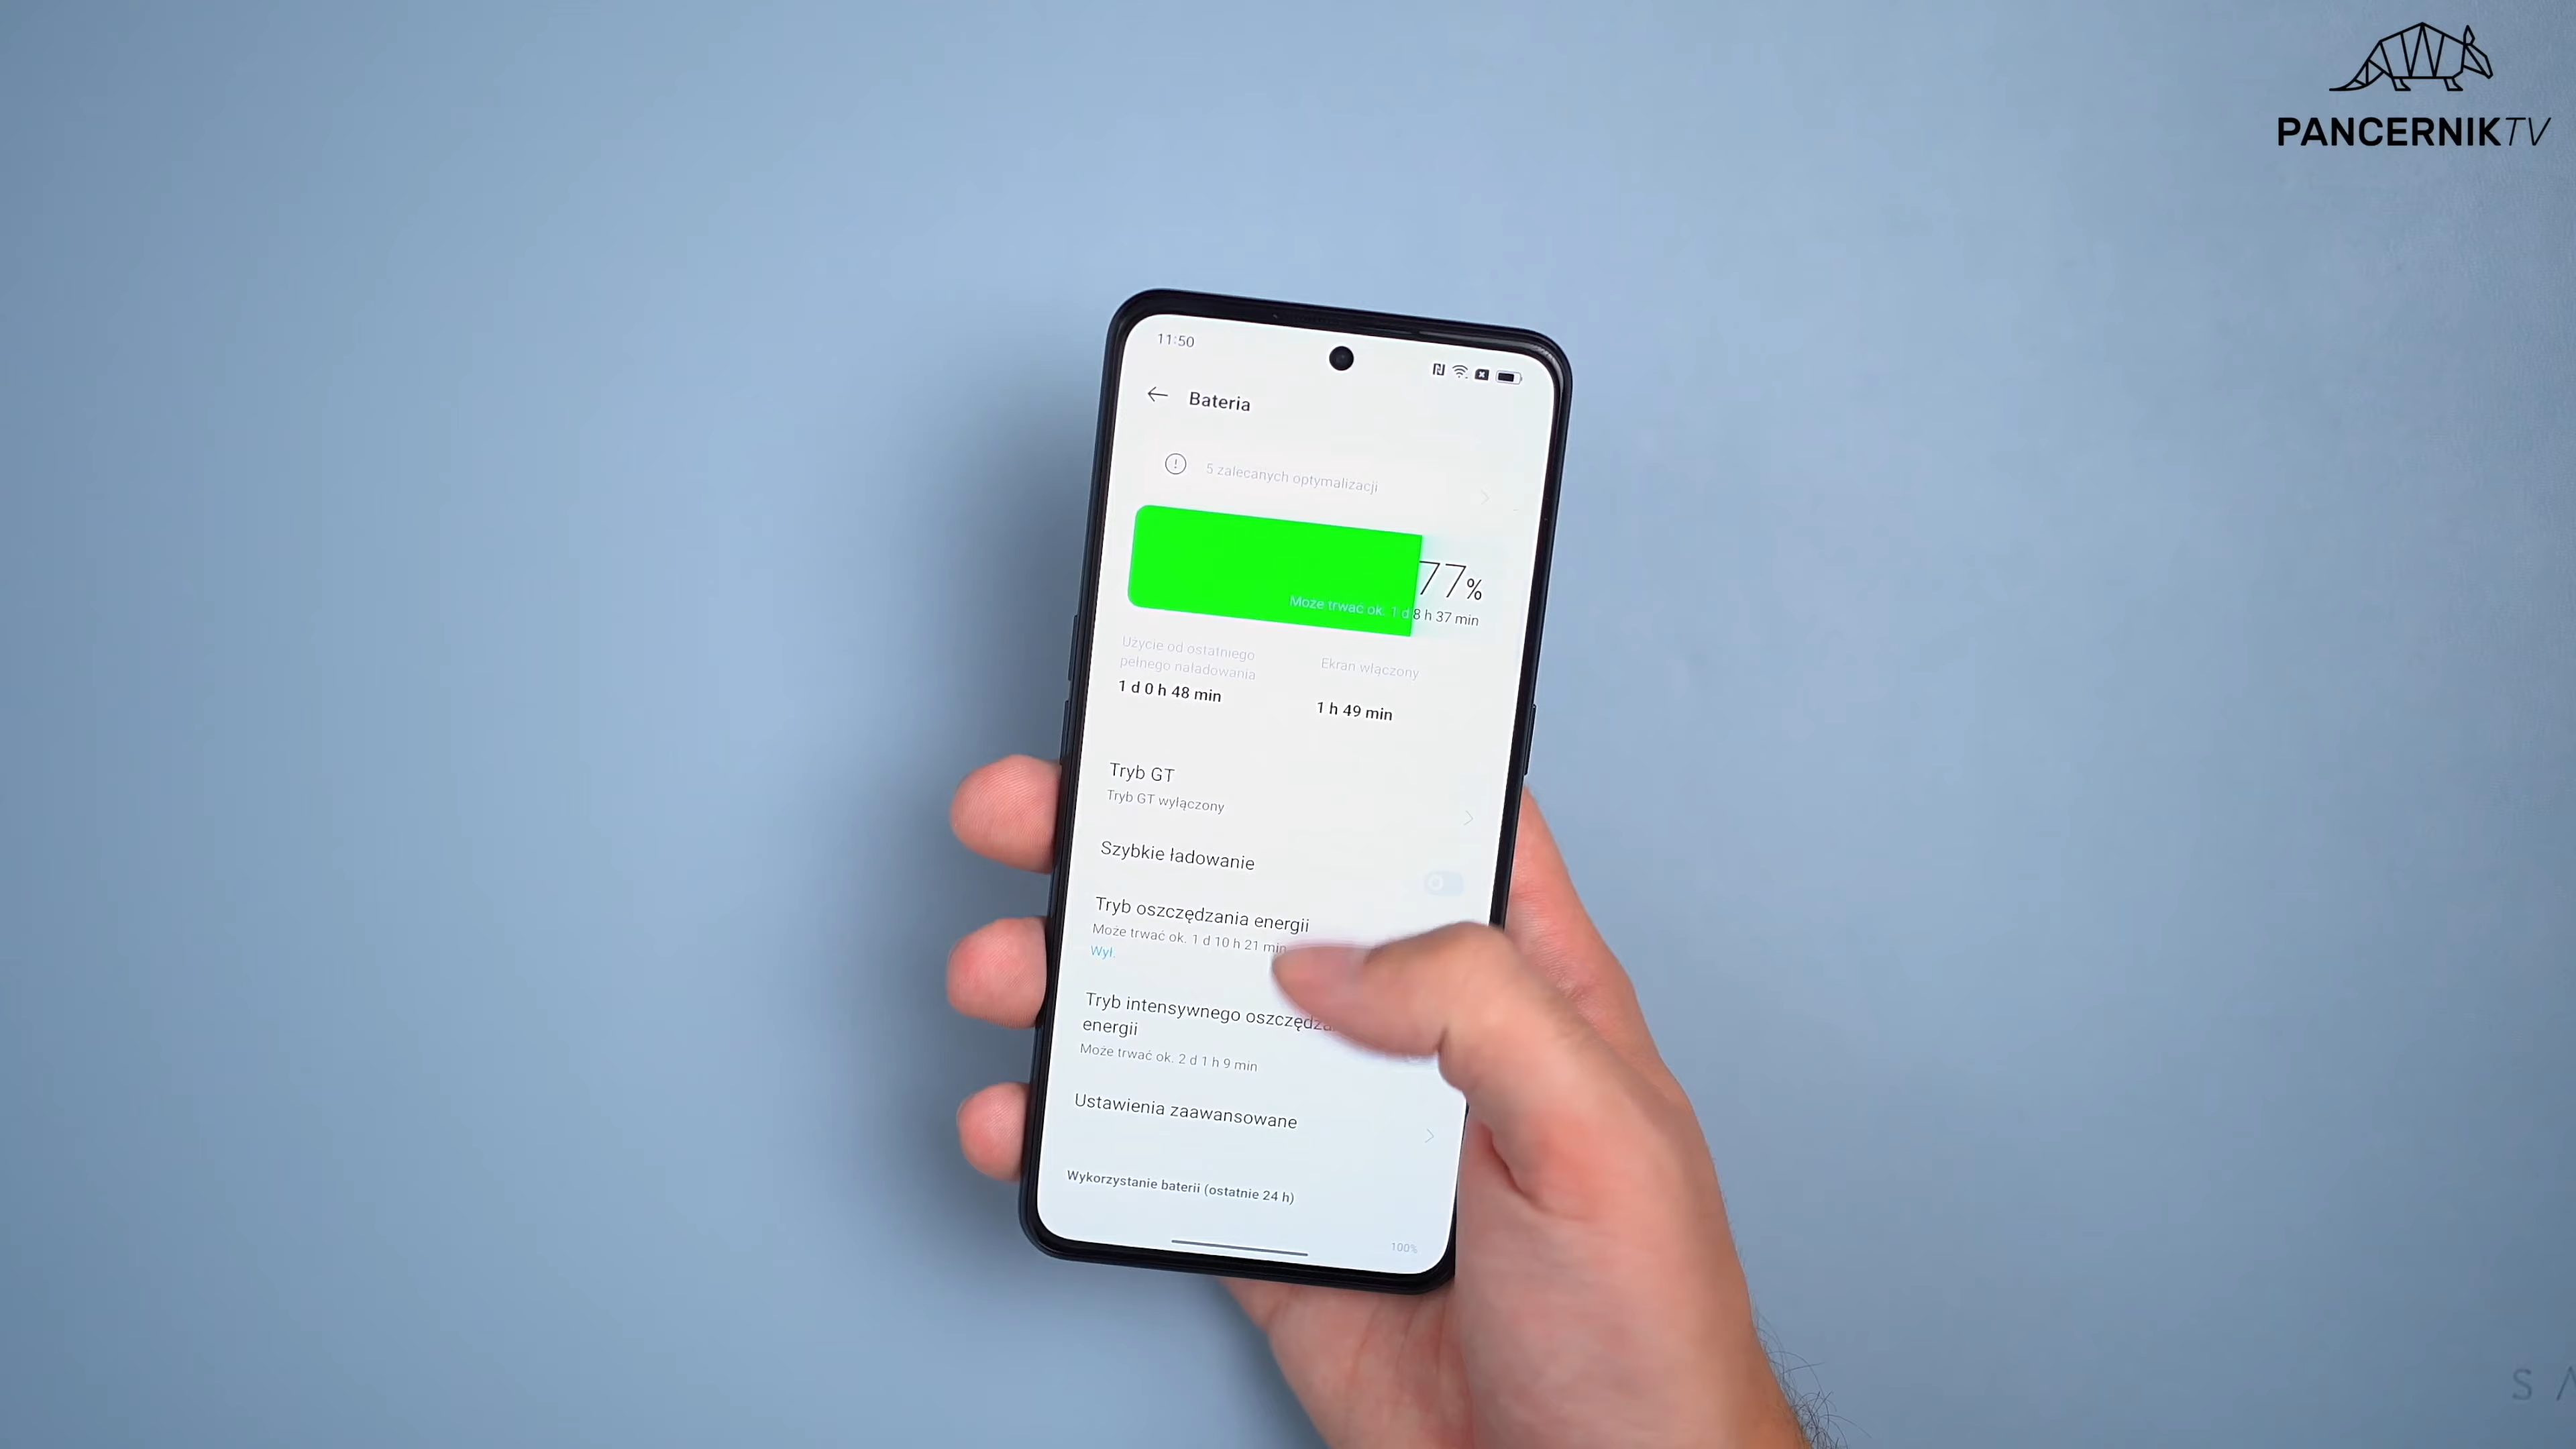 PANCERNIKTV
11:50
Bateria
5 zalecanych optymalizacji
77%
Może trwać ok. 1 d 8 h 37 min
Użycie od ostatniego
pełnego naładowania
1 d 0 h 48 min
Ekran włączony
1 h 49 min
Tryb GT
Tryb GT wyłączony
Szybkie ładowanie
Tryb oszczędzania energii
Może trwać ok. 1 d 10 h 21 min
Wył.
Tryb intensywnego
energii
Może trwać ok. 2 d 1 h 9 min
Ustawienia zaawansowane
Wykorzystanie baterii (ostatnie 24 h)
100%